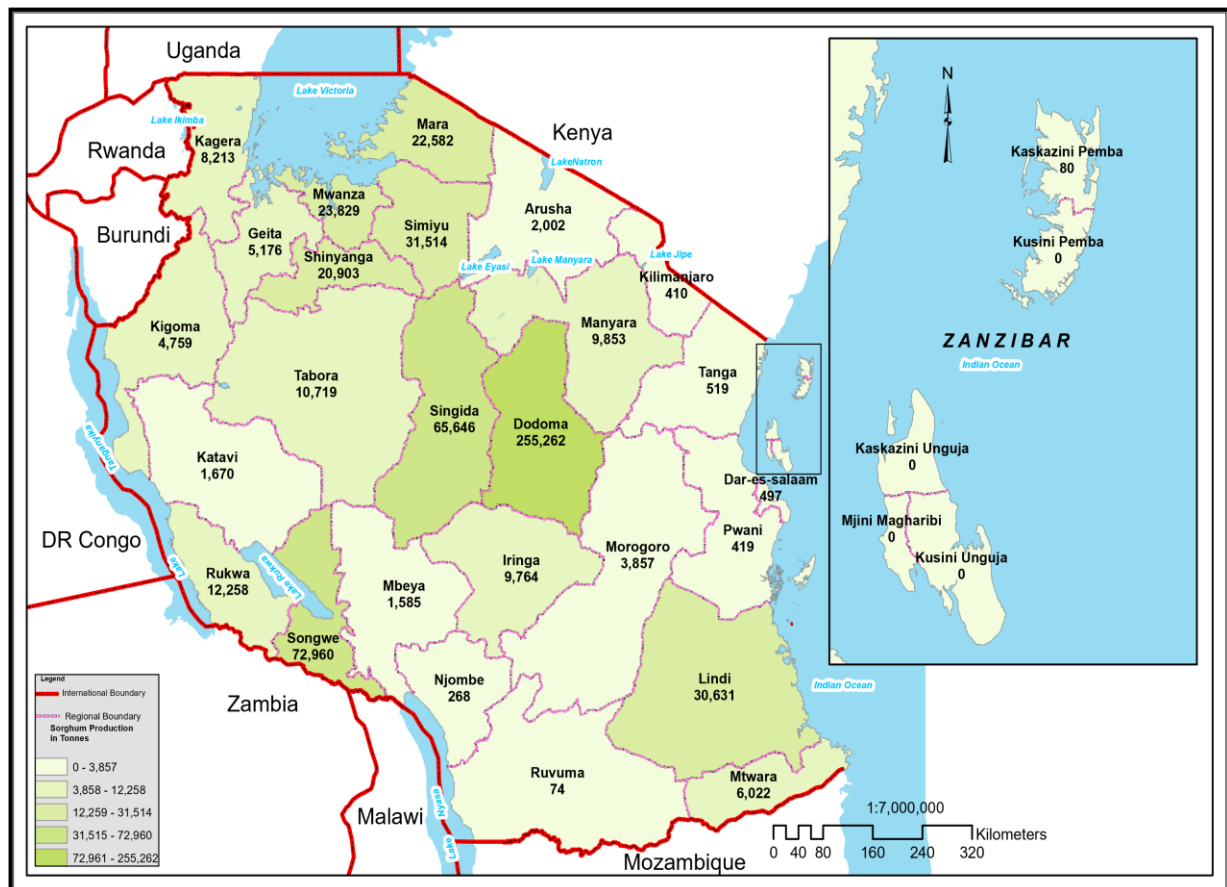 Uganda
Lake Victoria
Lake Ikimba
Kagera
8,213
Mara
22,582
Kenya
Rwanda
LakeNatron
Mwanza
23,829
Arusha
2,002
Burundi
Geita
5,176
Simiyu
31,514
Shinyanga
20,903
Lake Eyasi
Lake Manyara
Lake Jipe
Kilimanjaro
410
Kigoma
4,759
Manyara
9,853
Tabora
10,719
Tanga
519
Singida
65,646
Dodoma
255,262
Katavi
1,670
Lake Tanganyika
Dar-es-salaam
497
DR Congo
Pwani
419
Morogoro
3,857
Rukwa
12,258
Lake Rukwa
Iringa
9,764
Mbeya
1,585
Songwe
72,960
Njombe
268
Lindi
30,631
Indian Ocean
Zambia
Ruvuma
74
Mtwara
6,022
Malawi
Lake Nyasa
Mozambique
N
Kaskazini Pemba
80
Kusini Pemba
0
ZANZIBAR
Indian Ocean
Kaskazini Unguja
0
Mjini Magharibi
0
Kusini Unguja
0
Legend
International Boundary
Regional Boundary
Sorghum Production
in Tonnes
0 - 3,857
3,858 - 12,258
12,259 - 31,514
31,515 - 72,960
72,961 - 255,262
1:7,000,000
Kilometers
0 40 80 160 240 320